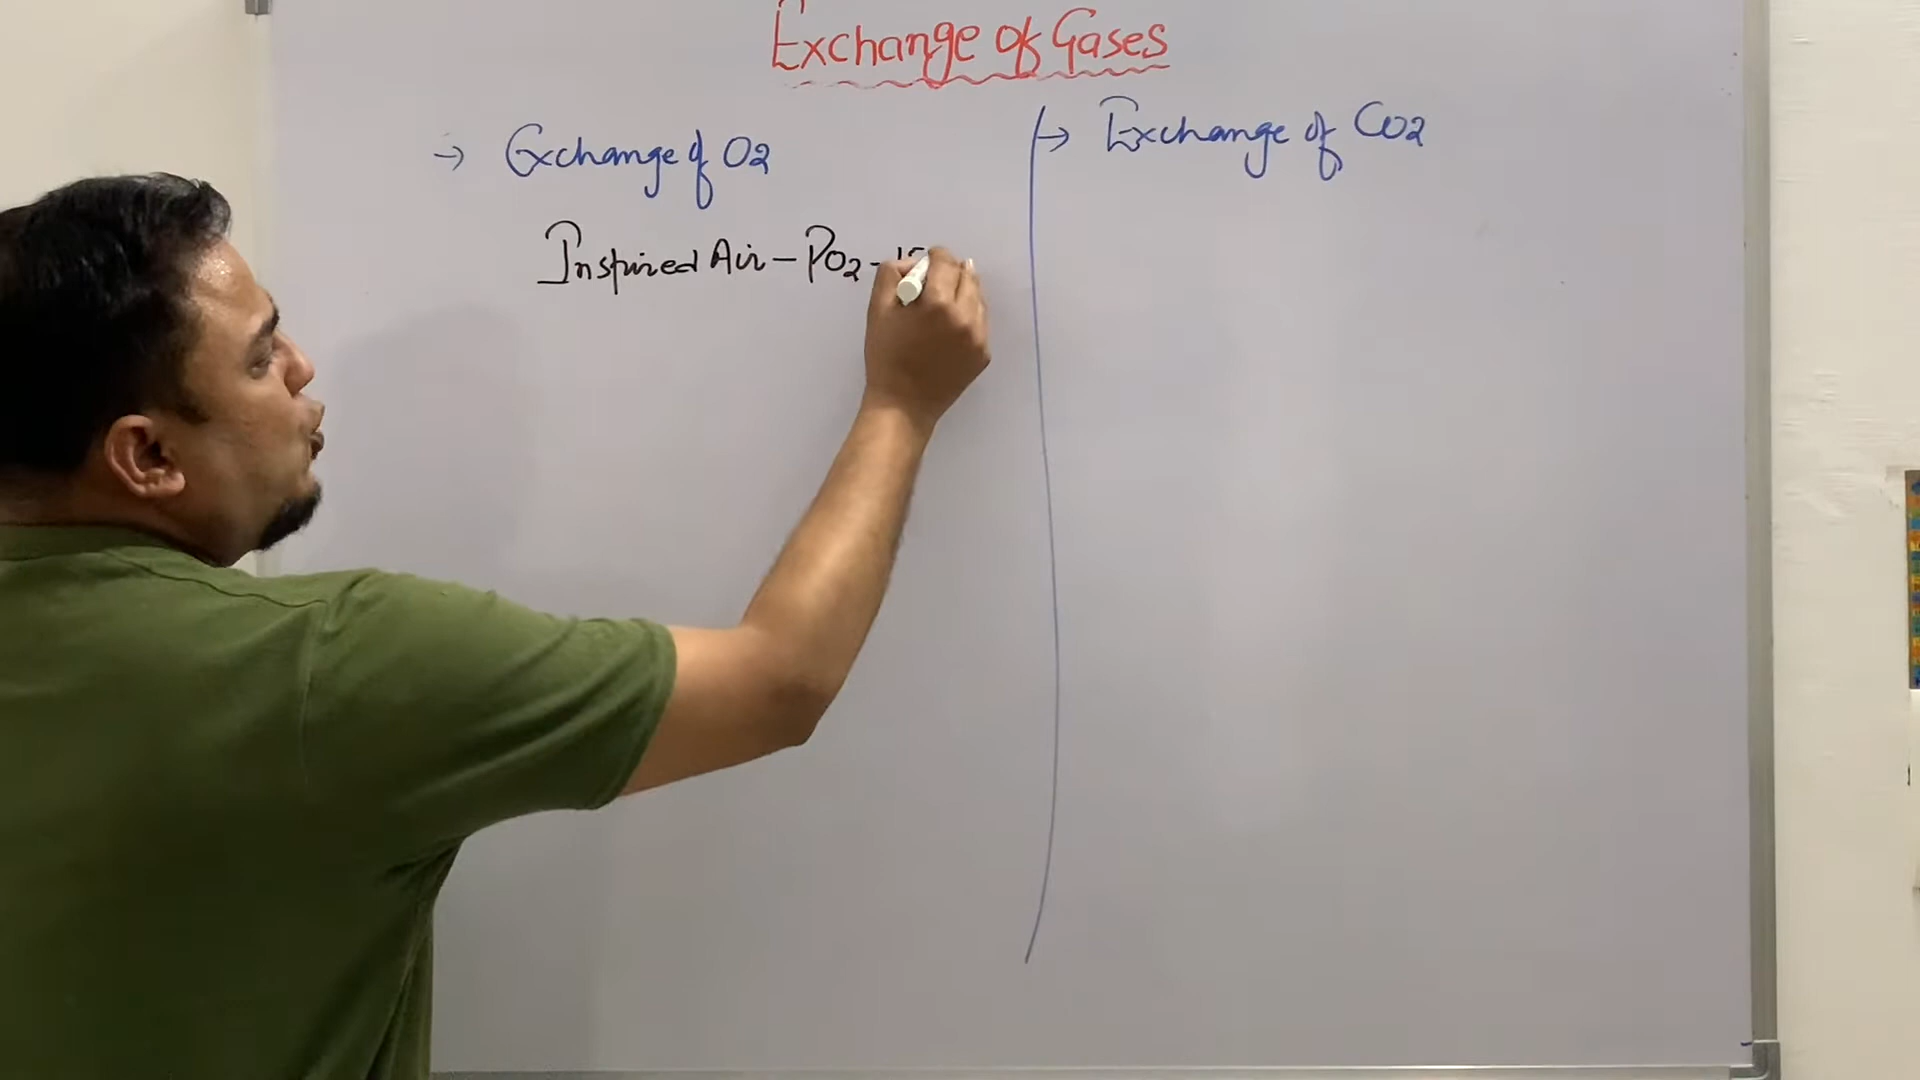 Exchange of Gases
→ Exchange of O2
Inspired Air - PO2 -
→ Exchange of CO2